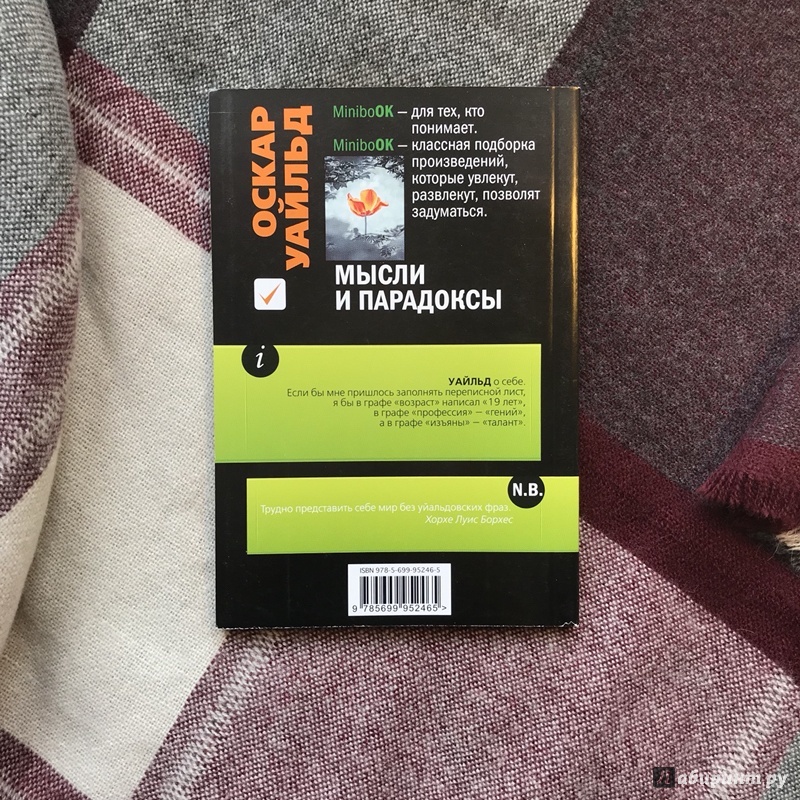 ОСКАР
УАЙЛЬД
MiniboOK – для тех, кто
понимает.
MiniboOK – классная подборка
произведений,
которые увлекут,
развлекут, позволят
задуматься.
МЫСЛИ
И ПАРАДОКСЫ
i
УАЙЛЬД о себе.
Если бы мне пришлось заполнять переписной лист,
я бы в графе «возраст» написал «19 лет»,
в графе «профессия» – «гений»,
а в графе «изъяны» – «талант».
N.B.
Трудно представить себе мир без уйальдовских фраз.
Хорхе Луис Борхес
ISBN 978-5-699-95246-5
9 785699 952465>
Лабиринт.ру